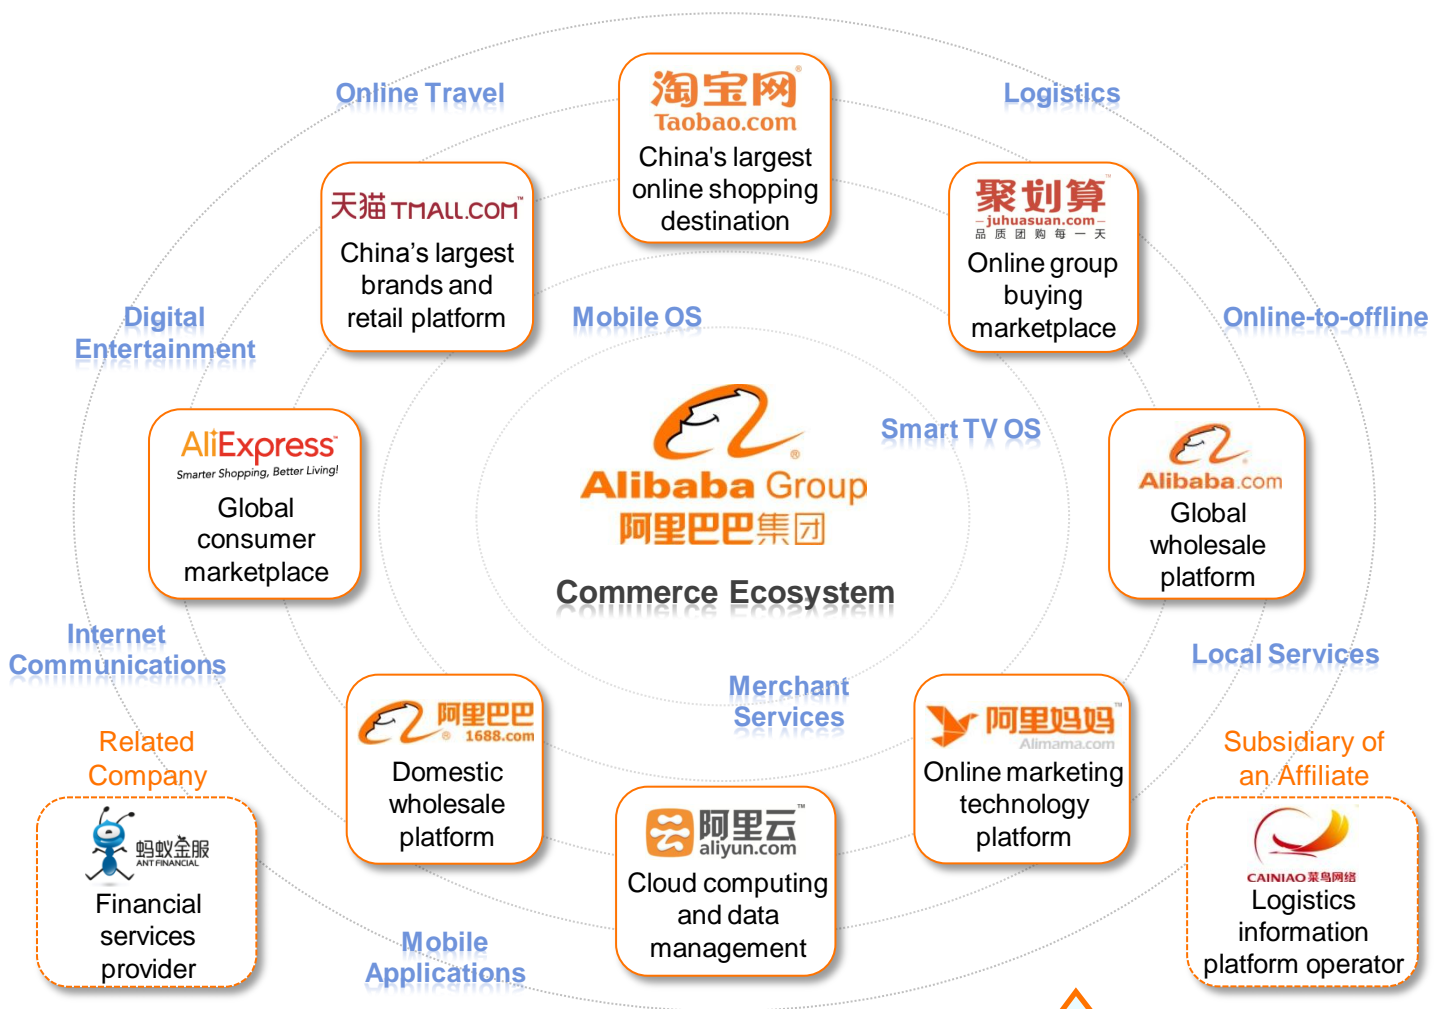 Online Travel
淘宝网
Taobao.com
China's largest
online shopping
destination
Logistics
天猫 TMALL.COM™
China’s largest
brands and
retail platform
聚划算
juhuasuan.com
品质团购每一天
Online group
buying
marketplace
Digital
Entertainment
Mobile OS
Online-to-offline
AliExpress
Smarter Shopping, Better Living!
Global
consumer
marketplace
Alibaba Group
阿里巴巴集团
Commerce Ecosystem
Smart TV OS
Alibaba.com
Global
wholesale
platform
Internet
Communications
Local Services
Merchant
Services
阿里巴巴
1688.com
Domestic
wholesale
platform
阿里妈妈™
Alimama.com
Online marketing
technology
platform
Related
Company
蚂蚁金服
ANT FINANCIAL
Financial
services
provider
阿里云™
aliyun.com
Cloud computing
and data
management
Subsidiary of
an Affiliate
CAINIAO 菜鸟网络
Logistics
information
platform operator
Mobile
Applications